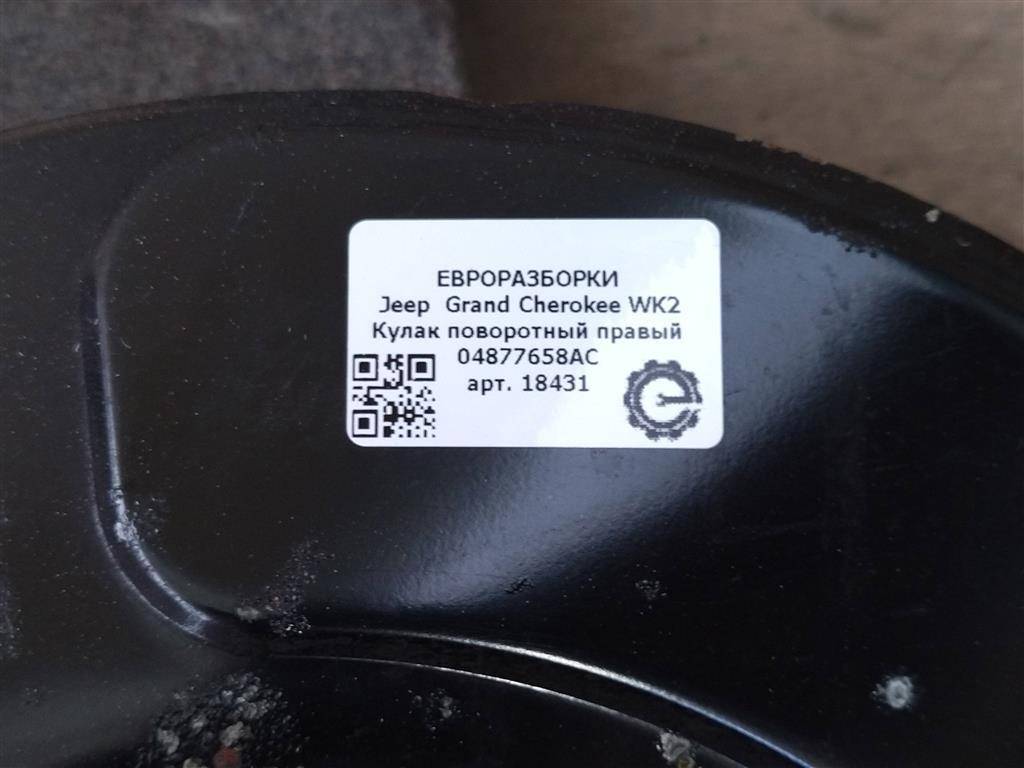 ЕВРОРАЗБОРКИ
Jeep Grand Cherokee WK2
Кулак поворотный правый
04877658AC
арт. 18431